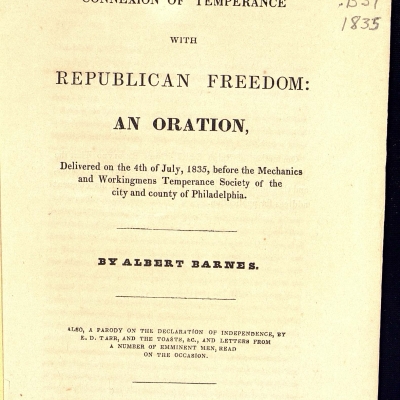 CONNEXION OF TEMPERANCE
.B37
1835
WITH
REPUBLICAN FREEDOM:
AN ORATION,
Delivered on the 4th of July, 1835, before the Mechanics
and Workingmens Temperance Society of the
city and county of Philadelphia.
BY ALBERT BARNES.
ALSO, A PARODY ON THE DECLARATION OF INDEPENDENCE, BY
E. D. TARR, AND THE TOASTS, &C., AND LETTERS FROM
A NUMBER OF EMINENT MEN, READ
ON THE OCCASION.